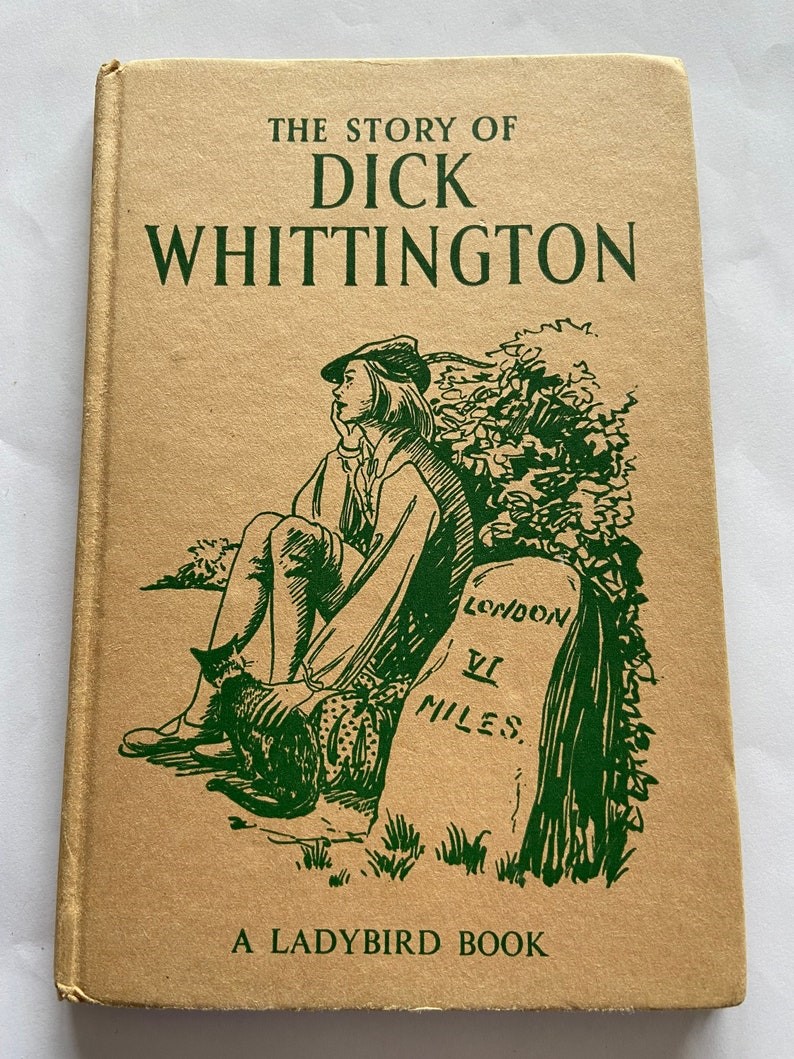 THE STORY OF
DICK
WHITTINGTON
LONDON
VI
MILES.
A LADYBIRD BOOK